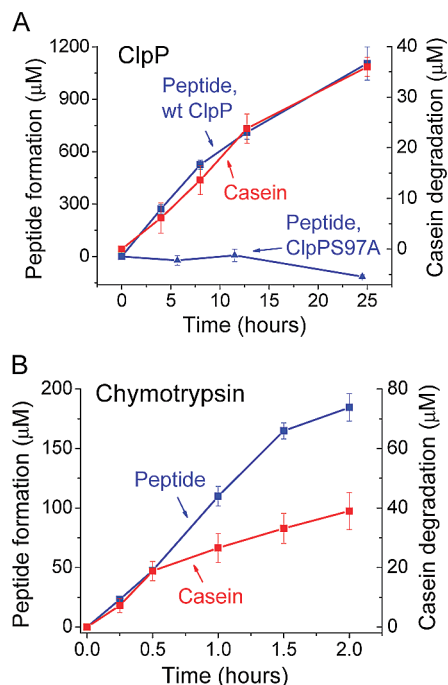 A
ClpP
Peptide formation (µM)
1200
900
600
300
0
Peptide,
wt ClpP
Casein
Peptide,
ClpPS97A
40
30
20
10
0
Casein degradation (µM)
0
5
10
15
20
25
Time (hours)
B
Chymotrypsin
Peptide formation (µM)
200
150
100
50
0
Peptide
Casein
80
60
40
20
0
Casein degradation (µM)
0.0
0.5
1.0
1.5
2.0
Time (hours)